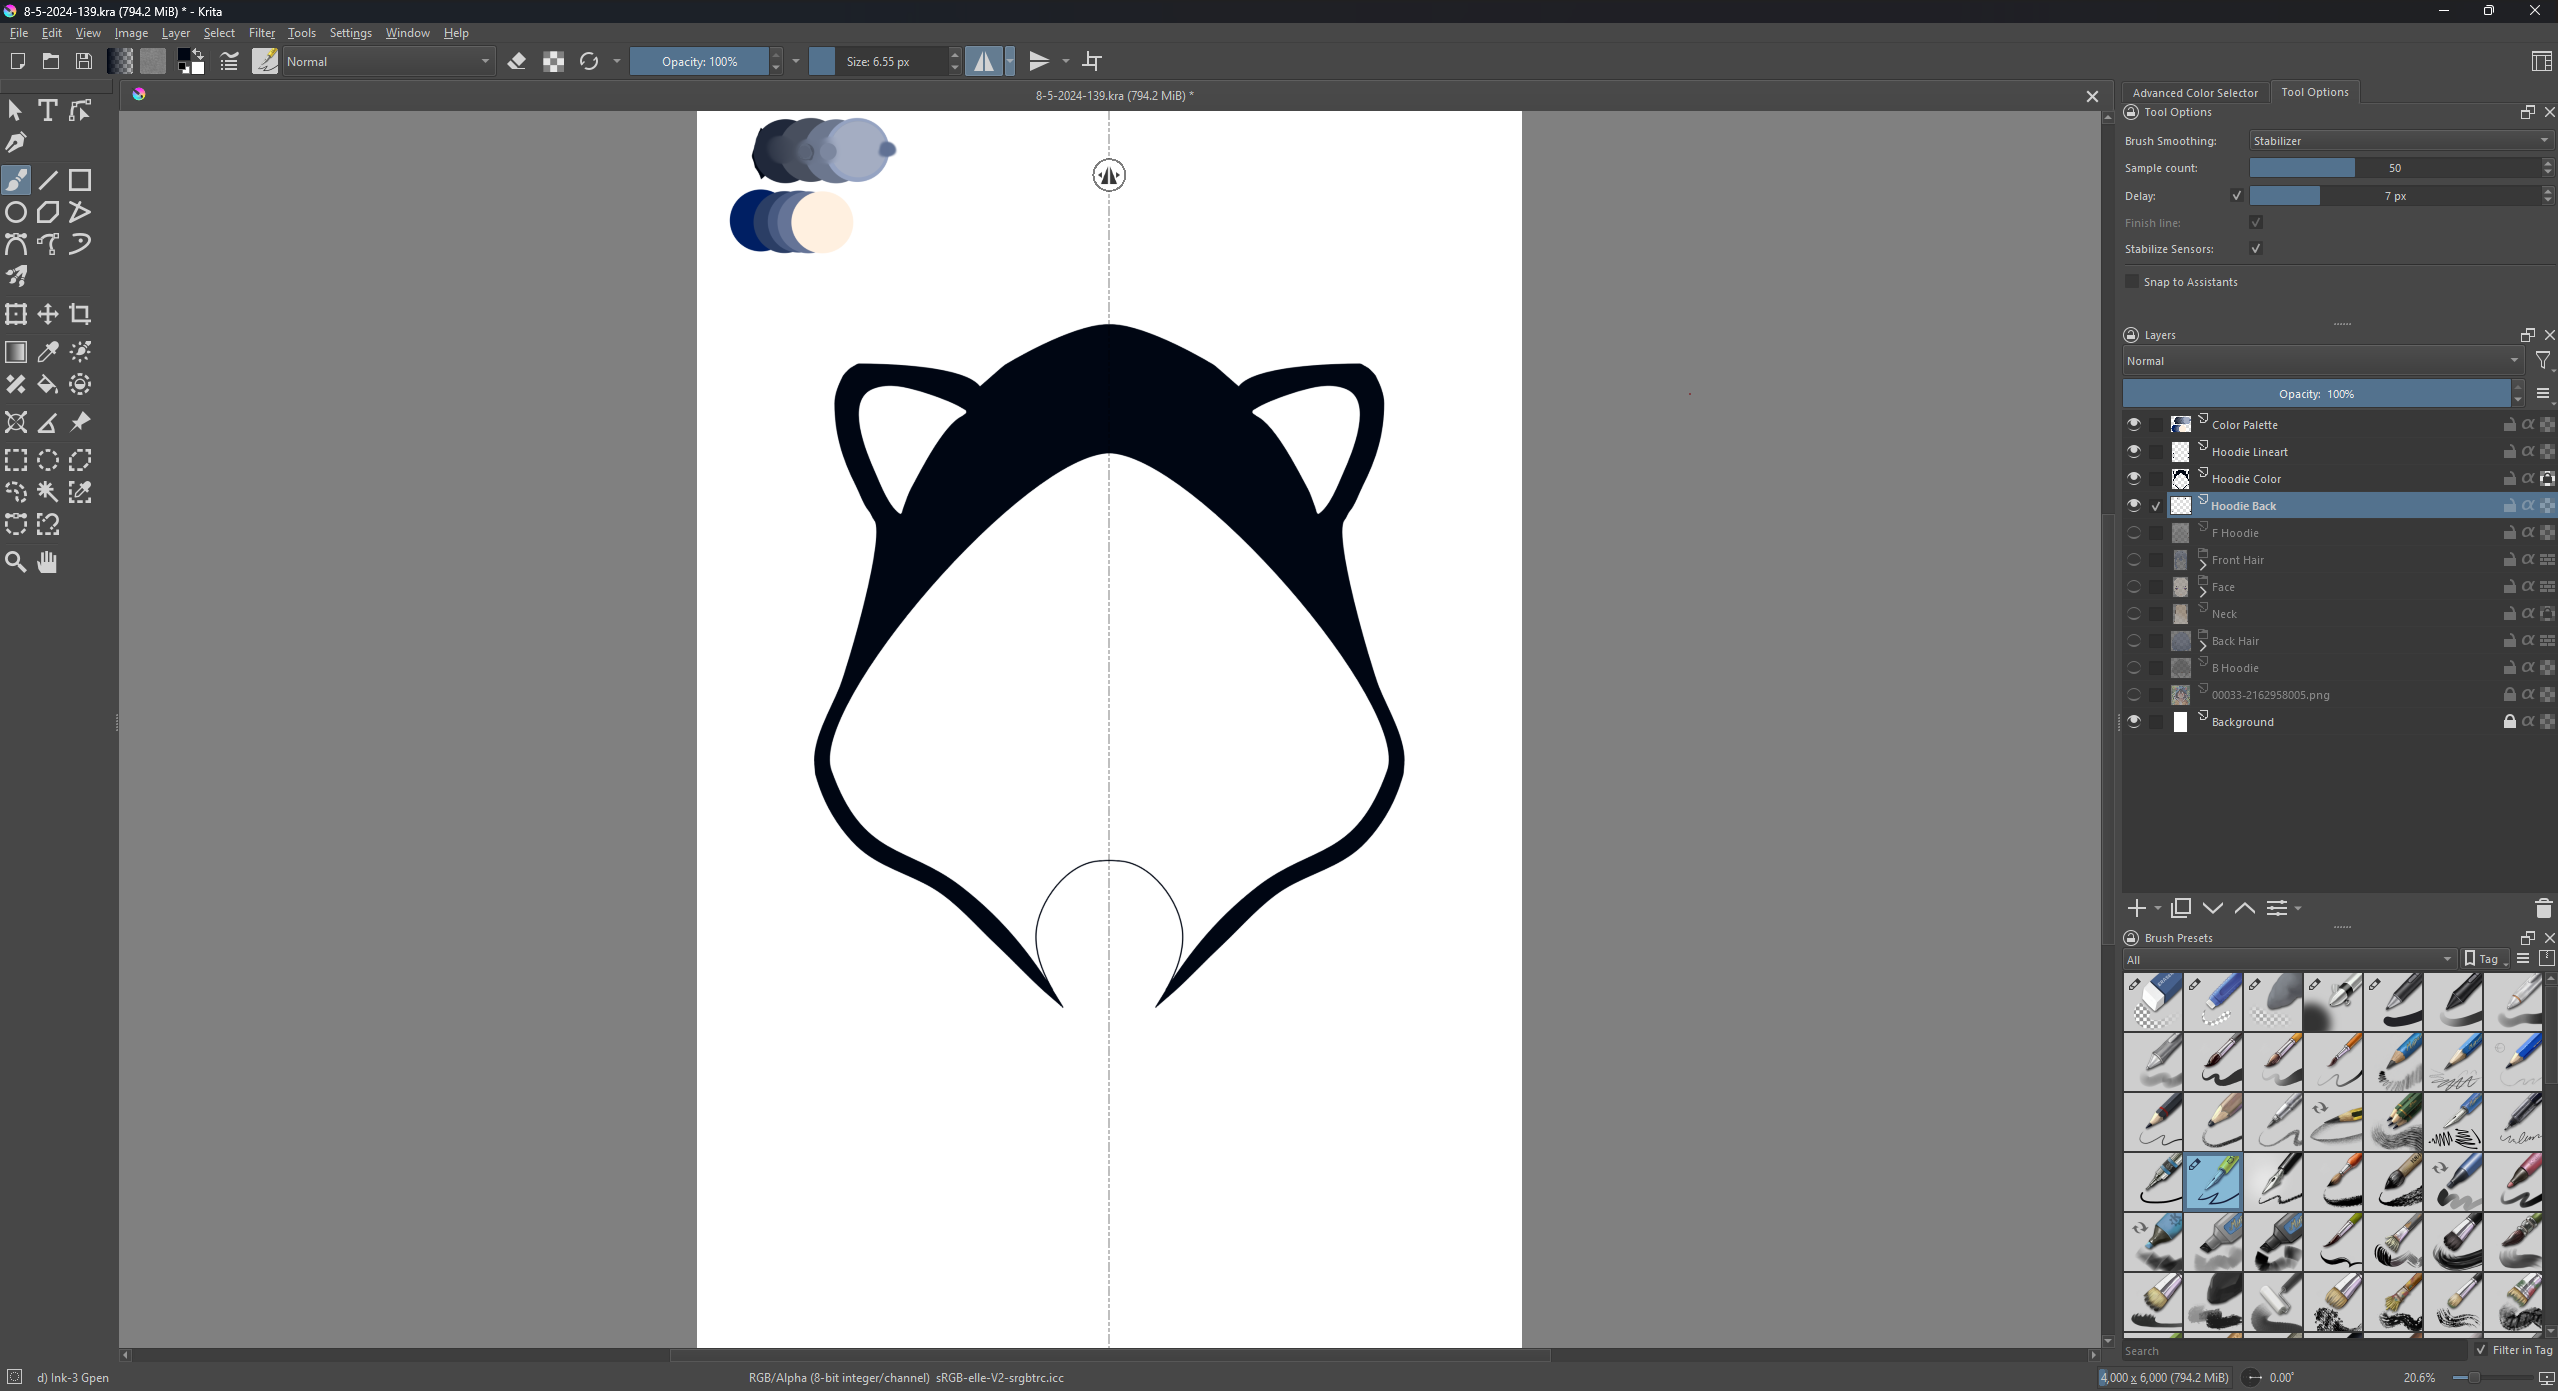 8-5-2024-139.kra (794.2 MiB) * - Krita
File Edit View Image Layer Select Filter Tools Settings Window Help
Normal Opacity: 100% Size: 6.55 px
8-5-2024-139.kra (794.2 MiB) *
Advanced Color Selector Tool Options
Tool Options
Brush Smoothing: Stabilizer
Sample count: 50
Delay: 7 px
Finish line:
Stabilize Sensors:
Snap to Assistants
Layers
Normal
Opacity: 100%
Color Palette
Hoodie Lineart
Hoodie Color
Hoodie Back
F Hoodie
Front Hair
Face
Neck
Back Hair
B Hoodie
00033-2162958005.png
Background
Brush Presets
All Tag
Search Filter in Tag
d) Ink-3 Gpen RGB/Alpha (8-bit integer/channel) sRGB-elle-V2-srgbtrc.icc 4,000 x 6,000 (794.2 MiB) 0.00° 20.6%